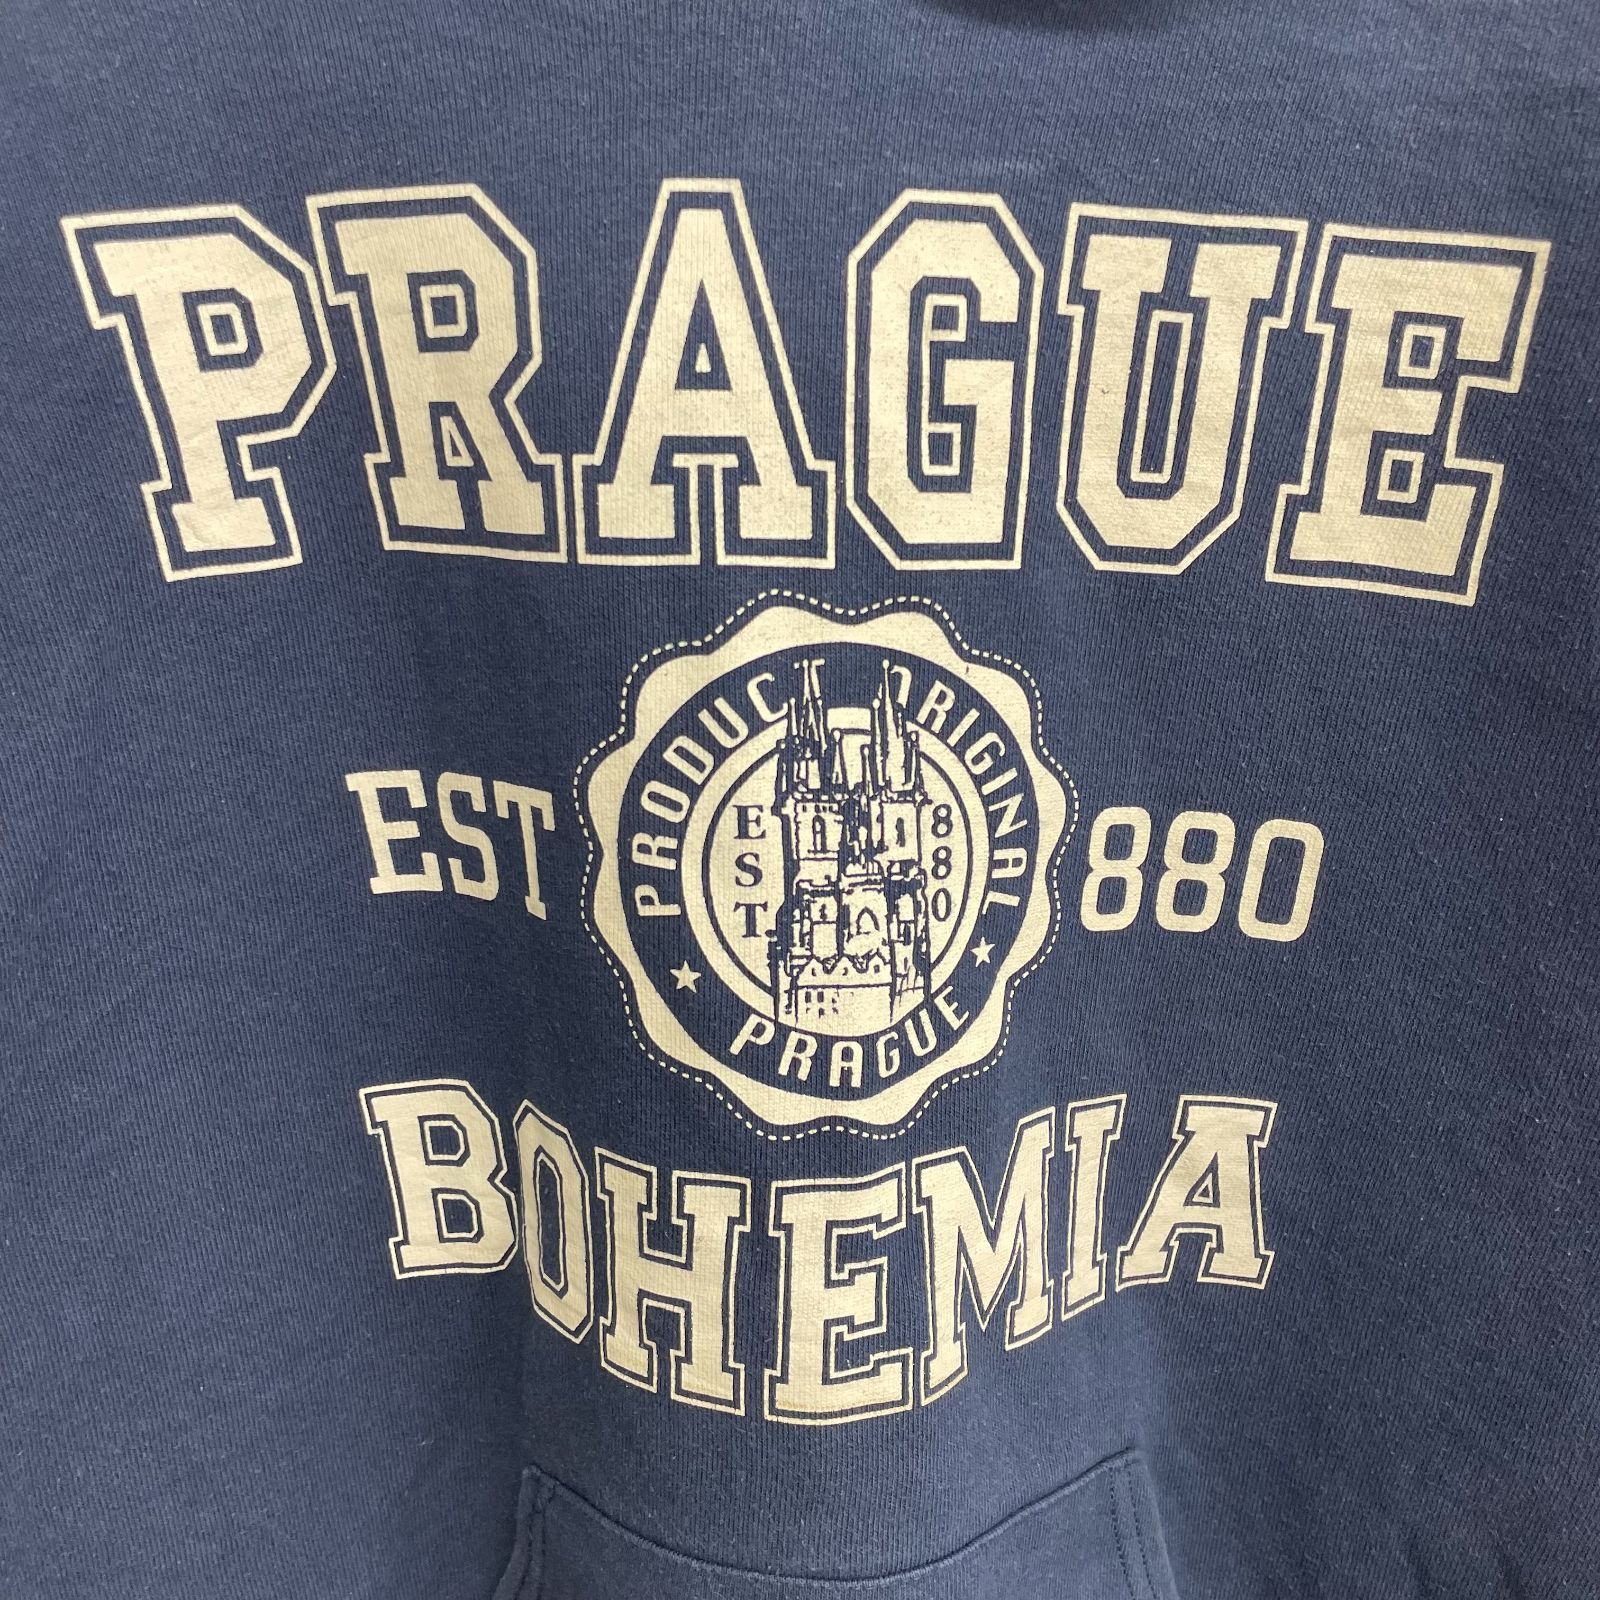 PRAGUE
PRODUCT ORIGINAL
EST 880
EST. 880
PRAGUE
BOHEMIA